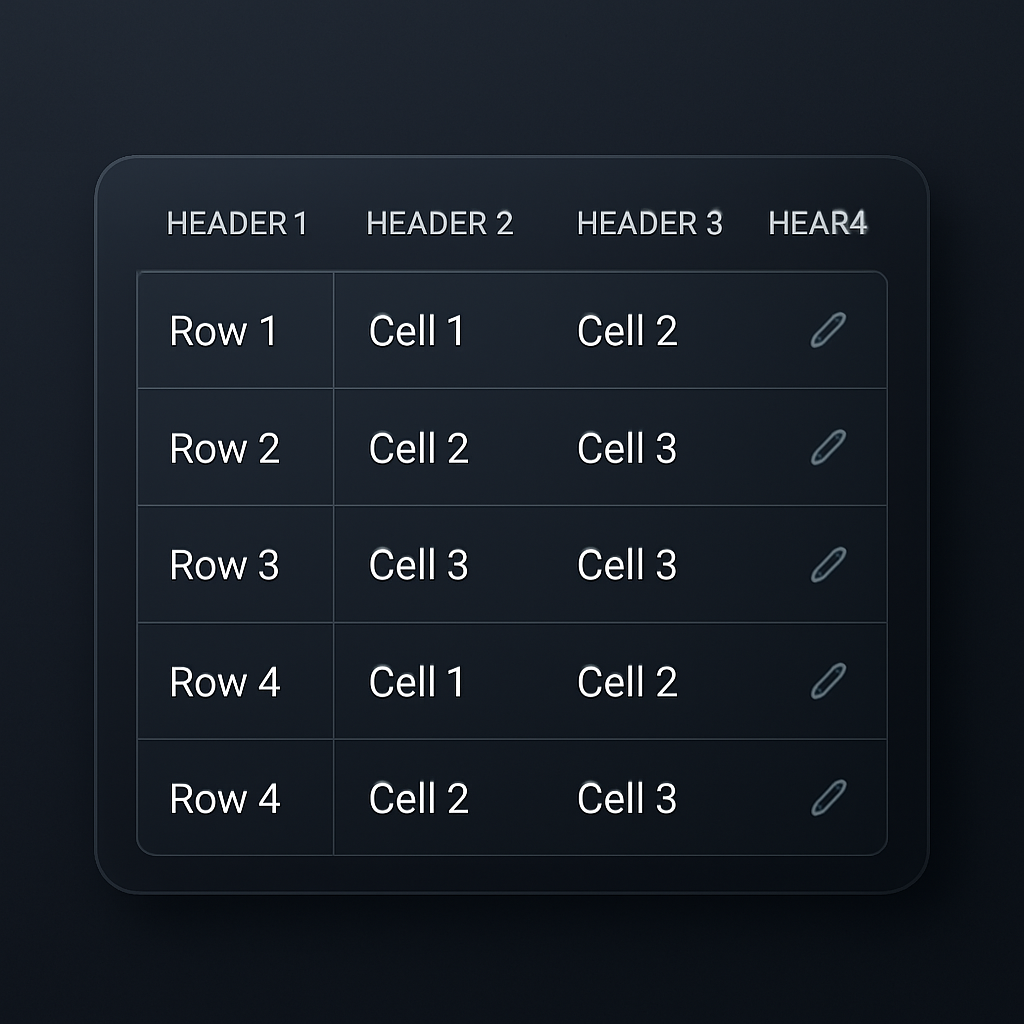 HEADER 1 HEADER 2 HEADER 3 HEAR4
Row 1 Cell 1 Cell 2
Row 2 Cell 2 Cell 3
Row 3 Cell 3 Cell 3
Row 4 Cell 1 Cell 2
Row 4 Cell 2 Cell 3